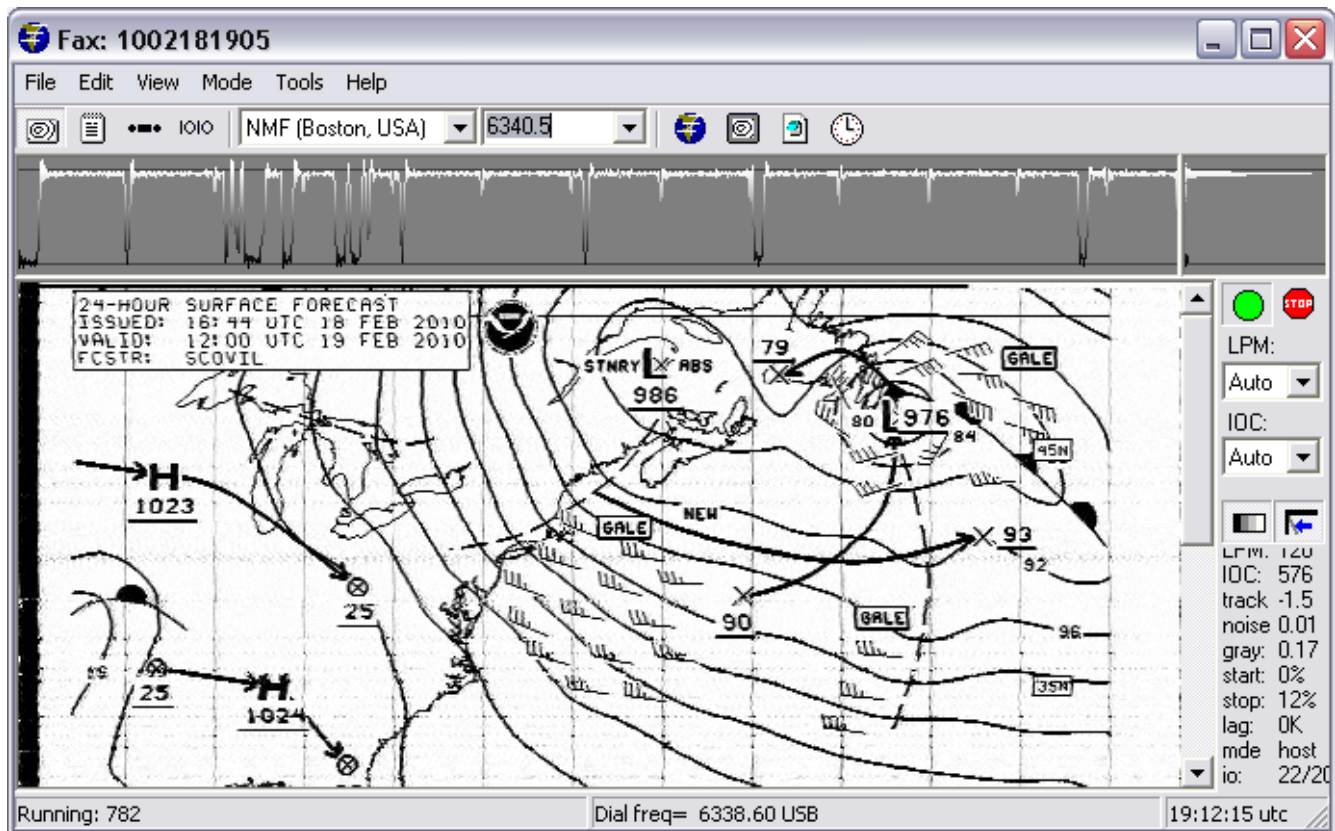 Fax: 1002181905
File Edit View Mode Tools Help
NMF (Boston, USA) 6340.5
24-HOUR SURFACE FORECAST
ISSUED: 16:44 UTC 18 FEB 2010
VALID: 12:00 UTC 19 FEB 2010
FCSTR: SCOVIL
STNRY L ABS
986
79
GALE
80 L 976
84
45N
H
1023
GALE
NEW
93
92
25
90
GALE
96
99
25
H
1024
35N
STOP
LPM:
Auto
IOC:
Auto
LPM: 120
IOC: 576
track -1.5
noise 0.01
gray: 0.17
start: 0%
stop: 12%
lag: 0K
mde host
io: 22/20
Running: 782
Dial freq= 6338.60 USB
19:12:15 utc